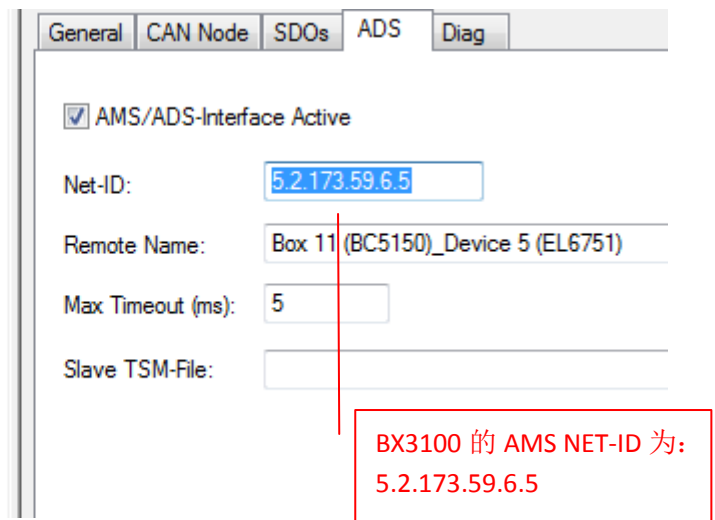 General CAN Node SDOs ADS Diag
AMS/ADS-Interface Active
Net-ID: 5.2.173.59.6.5
Remote Name: Box 11 (BC5150)_Device 5 (EL6751)
Max Timeout (ms): 5
Slave TSM-File:
BX3100 的 AMS NET-ID 为：
5.2.173.59.6.5